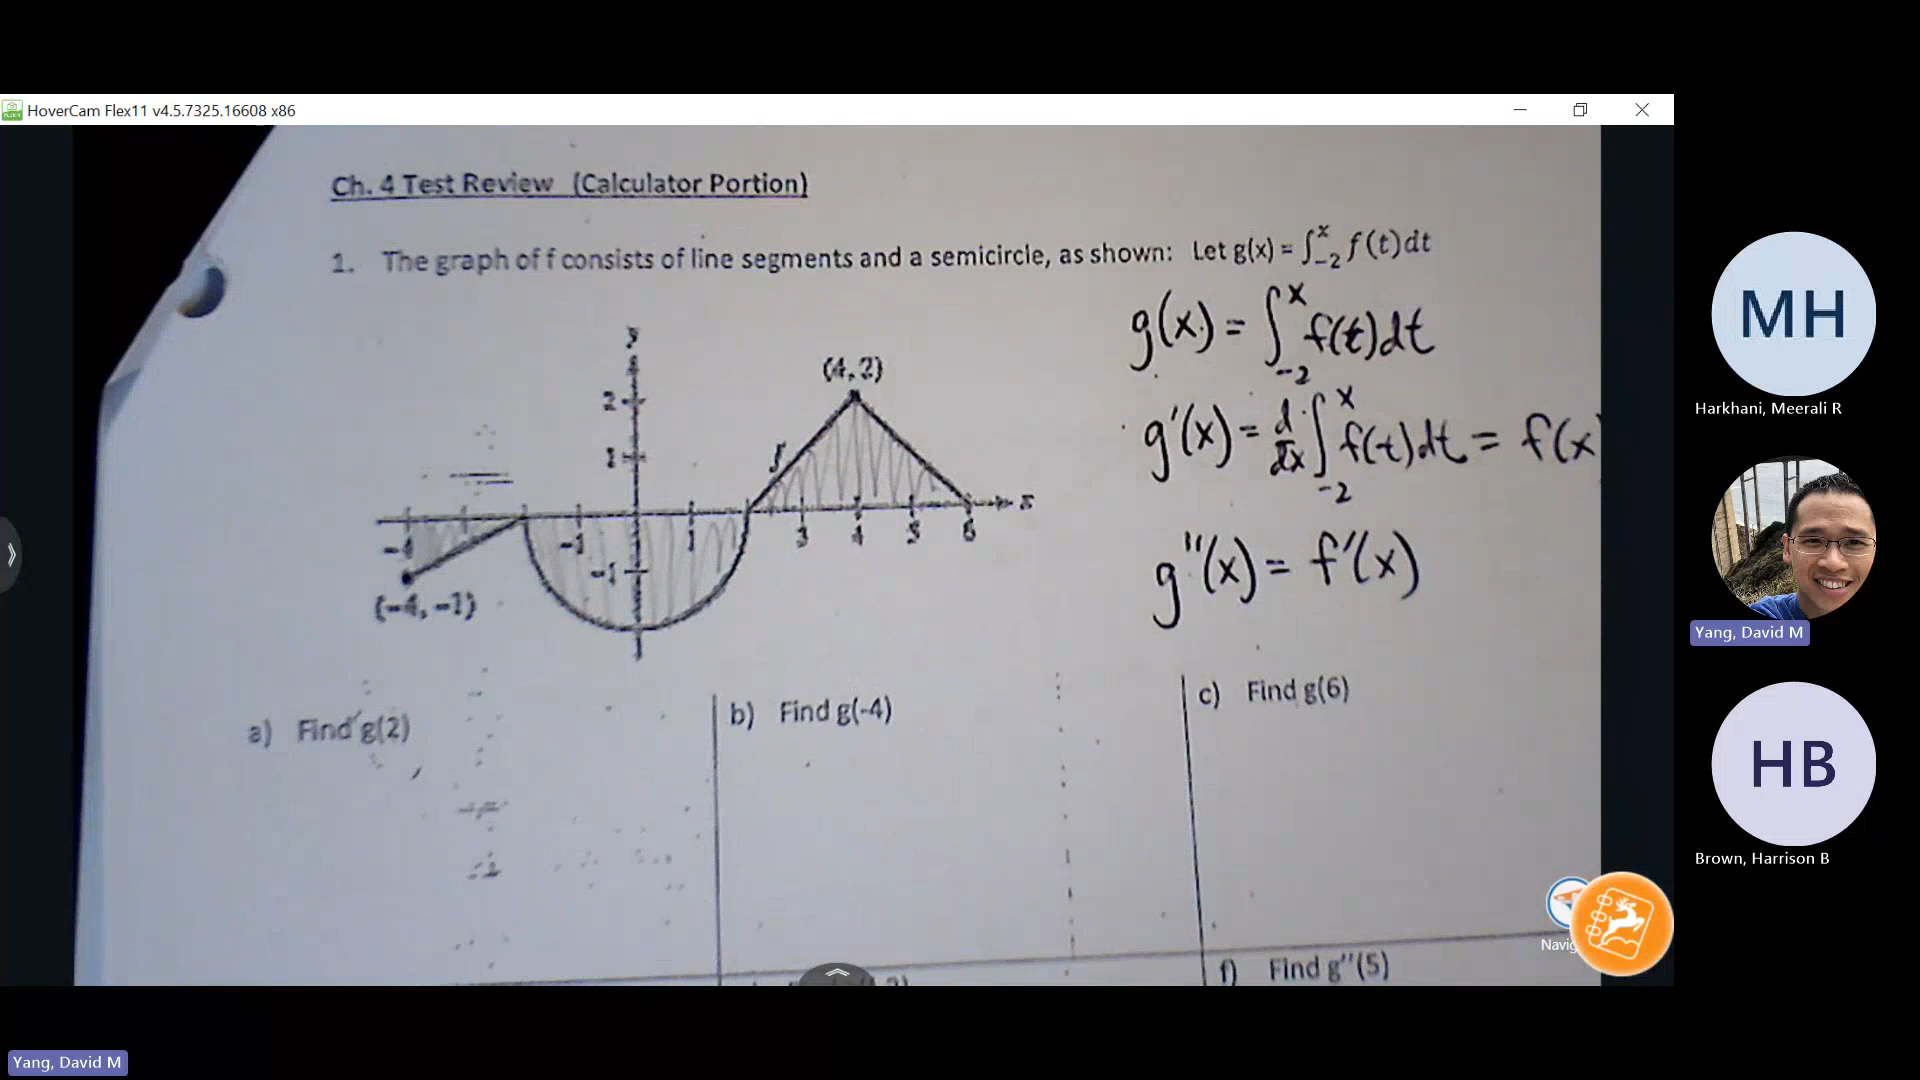 HoverCam Flex11 v4.5.7325.16608 x86
Ch. 4 Test Review (Calculator Portion)
1. The graph of f consists of line segments and a semicircle, as shown: Let g(x) = ∫₋₂ˣ f(t)dt
g(x) = ∫₋₂ˣ f(t)dt
g'(x) = d/dx ∫₋₂ˣ f(t)dt = f(x)
g''(x) = f'(x)
y
(4, 2)
2
1
f
x
-4 -1 1 3 4 5 6
-1
(-4, -1)
a) Find g(2)
b) Find g(-4)
c) Find g(6)
f) Find g''(5)
MH
Harkhani, Meerali R
Yang, David M
HB
Brown, Harrison B
Navig
Yang, David M